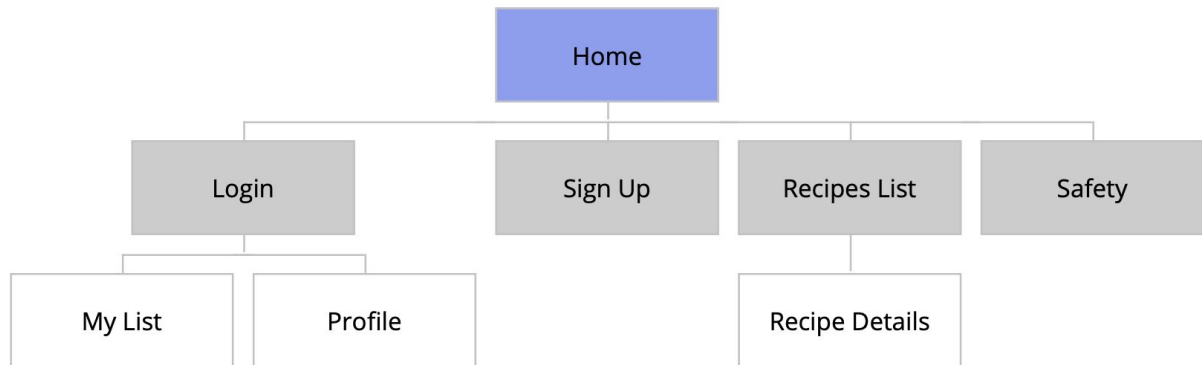 Home
Login
Sign Up
Recipes List
Safety
My List
Profile
Recipe Details